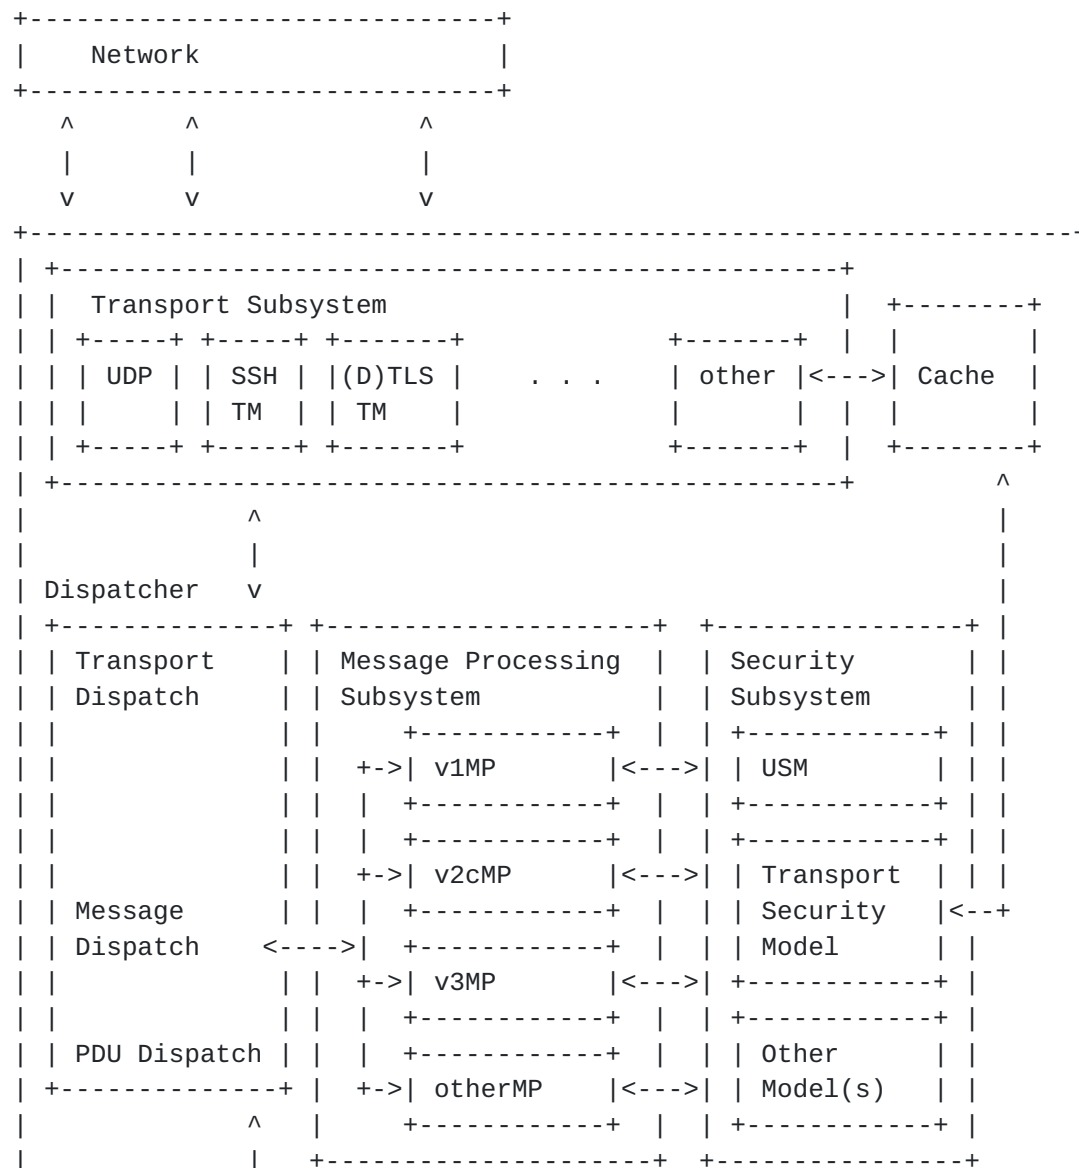 +------------------------------+
|    Network                   |
+------------------------------+
   ^       ^              ^
   |       |              |
   v       v              v
+-------------------------------------------------------------------+
| +--------------------------------------------------+
| |  Transport Subsystem                             |  +--------+
| | +-----+ +-----+ +-------+             +-------+  |  |        |
| | | UDP | | SSH | |(D)TLS |    . . .    | other |<--->| Cache  |
| | |     | | TM  | | TM    |             |       |  |  |        |
| | +-----+ +-----+ +-------+             +-------+  |  +--------+
| +--------------------------------------------------+         ^
|              ^                                               |
|              |                                               |
| Dispatcher   v                                               |
| +--------------+ +---------------------+  +----------------+ |
| | Transport    | | Message Processing  |  | Security       | |
| | Dispatch     | | Subsystem           |  | Subsystem      | |
| |              | |     +------------+  |  | +------------+ | |
| |              | |  +->| v1MP       |<--->| | USM        | | |
| |              | |  |  +------------+  |  | +------------+ | |
| |              | |  |  +------------+  |  | +------------+ | |
| |              | |  +->| v2cMP      |<--->| | Transport  | | |
| | Message      | |  |  +------------+  |  | | Security   |<--+
| | Dispatch    <---->|  +------------+  |  | | Model      | |
| |              | |  +->| v3MP       |<--->| +------------+ |
| |              | |  |  +------------+  |  | +------------+ |
| | PDU Dispatch | |  |  +------------+  |  | | Other      | |
| +--------------+ |  +->| otherMP    |<--->| | Model(s)   | |
|              ^   |     +------------+  |  | +------------+ |
|              |   +---------------------+  +----------------+